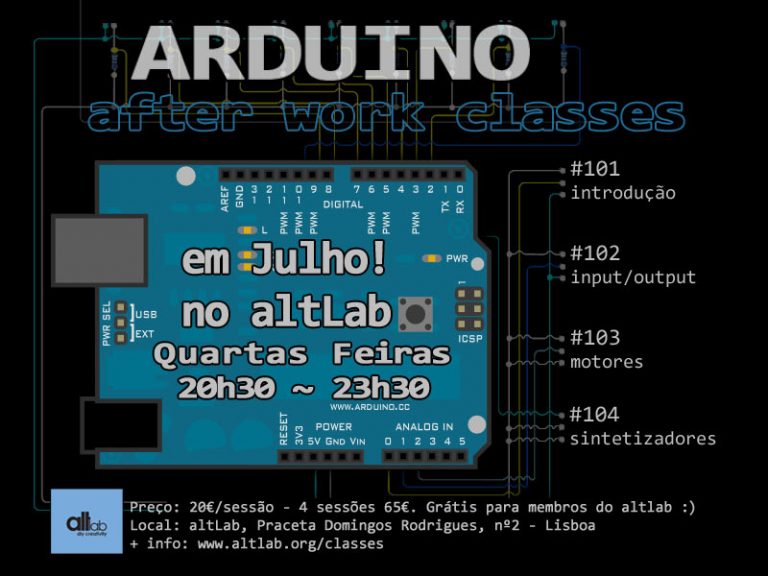 ARDUINO
after work classes
AREF
GND
13
12
11
10
9
8
7
6
5
4
3
2
1
0
PWM
PWM
PWM
PWM
PWM
PWM
TX
RX
DIGITAL
L
PWR
em Julho!
no altLab
Quartas Feiras
20h30 ~ 23h30
PWR SEL
USB
EXT
1
ICSP
WWW.ARDUINO.CC
RESET
3V3
POWER
5V Gnd Vin
ANALOG IN
0 1 2 3 4 5
#101
introdução
#102
input/output
#103
motores
#104
sintetizadores
altlab
diy creativity
Preço: 20€/sessão - 4 sessões 65€. Grátis para membros do altlab :)
Local: altLab, Praceta Domingos Rodrigues, nº2 - Lisboa
+ info: www.altlab.org/classes